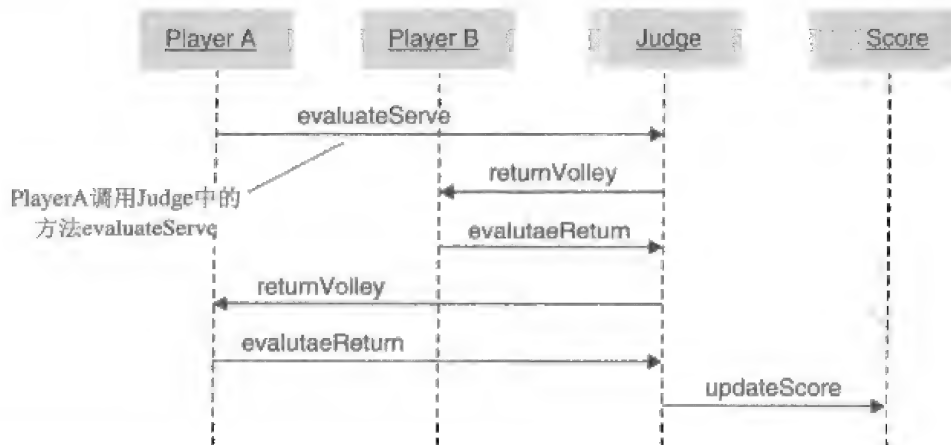 Player A
Player B
Judge
Score
evaluateServe
returnVolley
PlayerA调用Judge中的
方法evaluateServe
evalutaeReturn
returnVolley
evalutaeReturn
updateScore